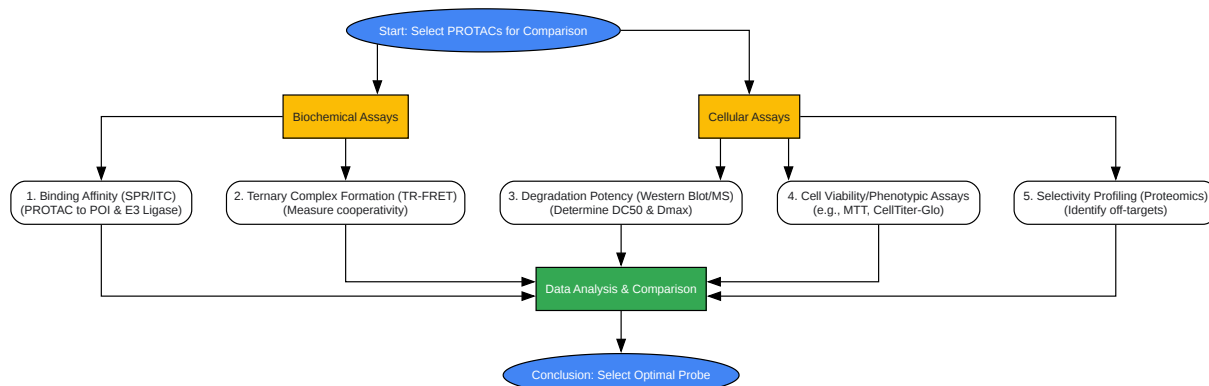 Start: Select PROTACs for Comparison
Biochemical Assays
Cellular Assays
1. Binding Affinity (SPR/ITC)
(PROTAC to POI & E3 Ligase)
2. Ternary Complex Formation (TR-FRET)
(Measure cooperativity)
3. Degradation Potency (Western Blot/MS)
(Determine DC50 & Dmax)
4. Cell Viability/Phenotypic Assays
(e.g., MTT, CellTiter-Glo)
5. Selectivity Profiling (Proteomics)
(Identify off-targets)
Data Analysis & Comparison
Conclusion: Select Optimal Probe